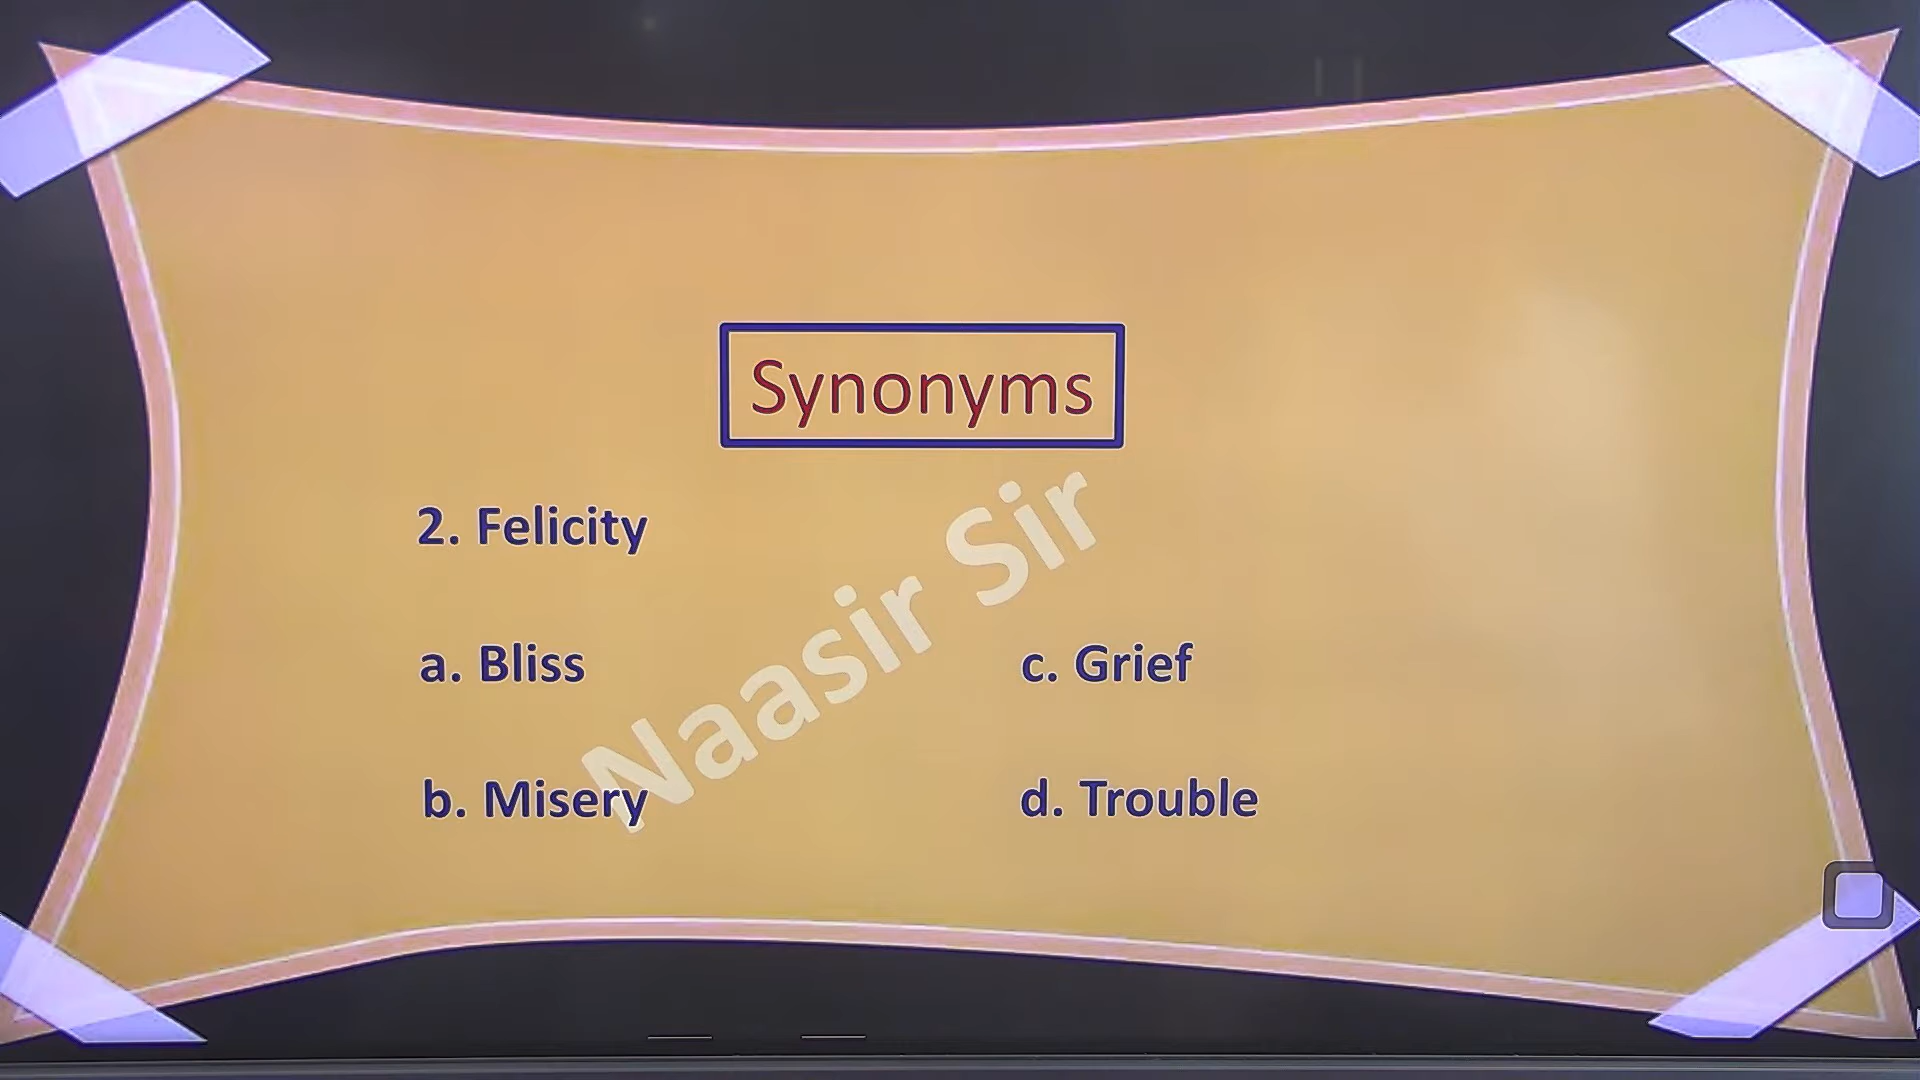 Synonyms
2. Felicity
a. Bliss
c. Grief
b. Misery
d. Trouble
Naasir Sir